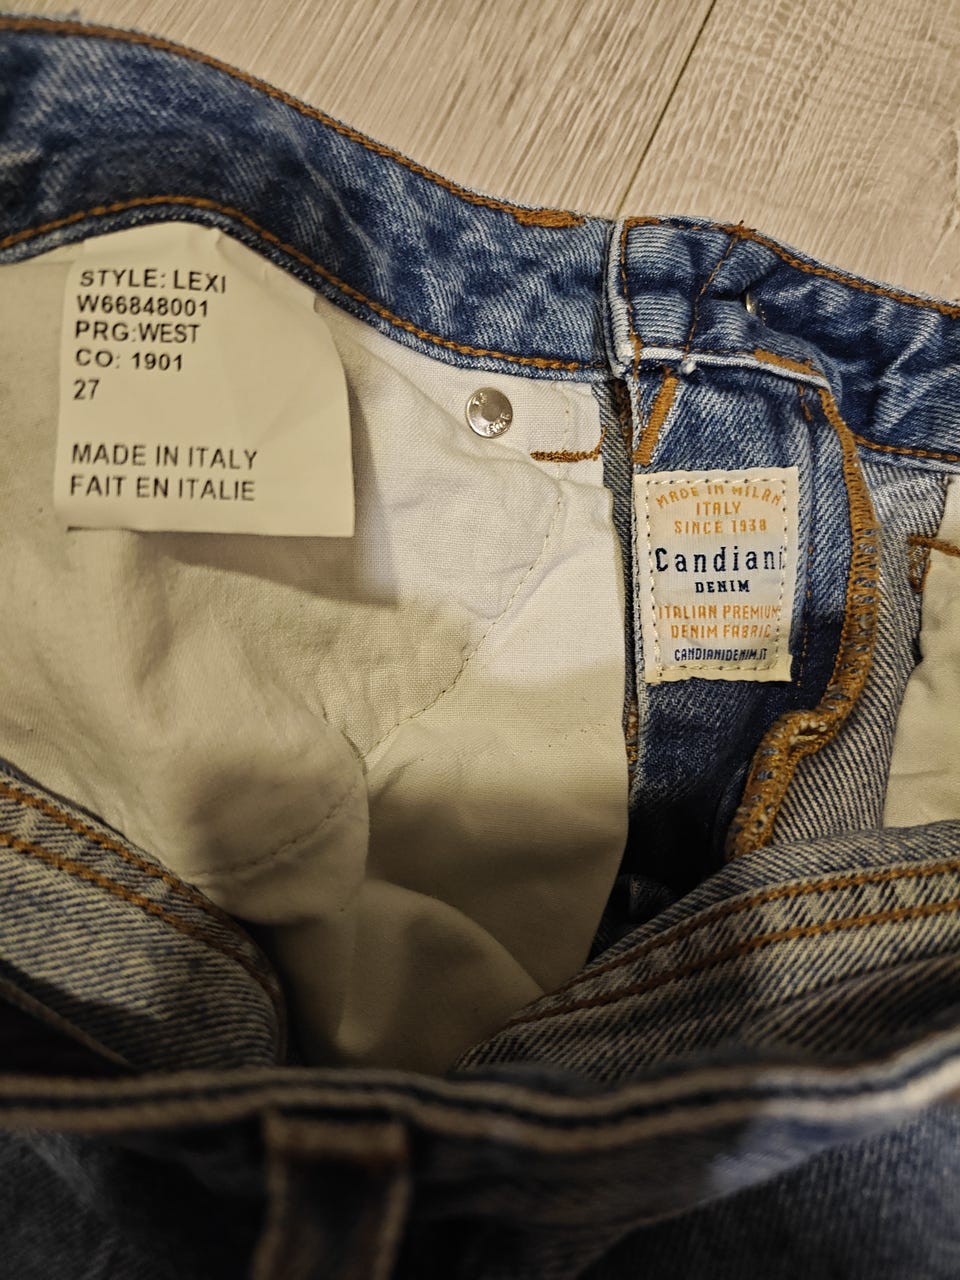 STYLE: LEXI
W66848001
PRG:WEST
CO: 1901
27
MADE IN ITALY
FAIT EN ITALIE
MADE IN MILAN
ITALY
SINCE 1938
Candiani
DENIM
ITALIAN PREMIUM
DENIM FABRIC
CANDIANIDENIM.IT